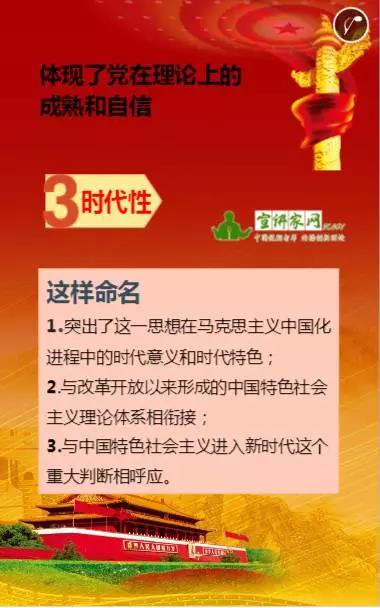 体现了党在理论上的
成熟和自信
3时代性
宣讲家网
这样命名
1.突出了这一思想在马克思主义中国化
进程中的时代意义和时代特色；
2.与改革开放以来形成的中国特色社会
主义理论体系相衔接；
3.与中国特色社会主义进入新时代这个
重大判断相呼应。